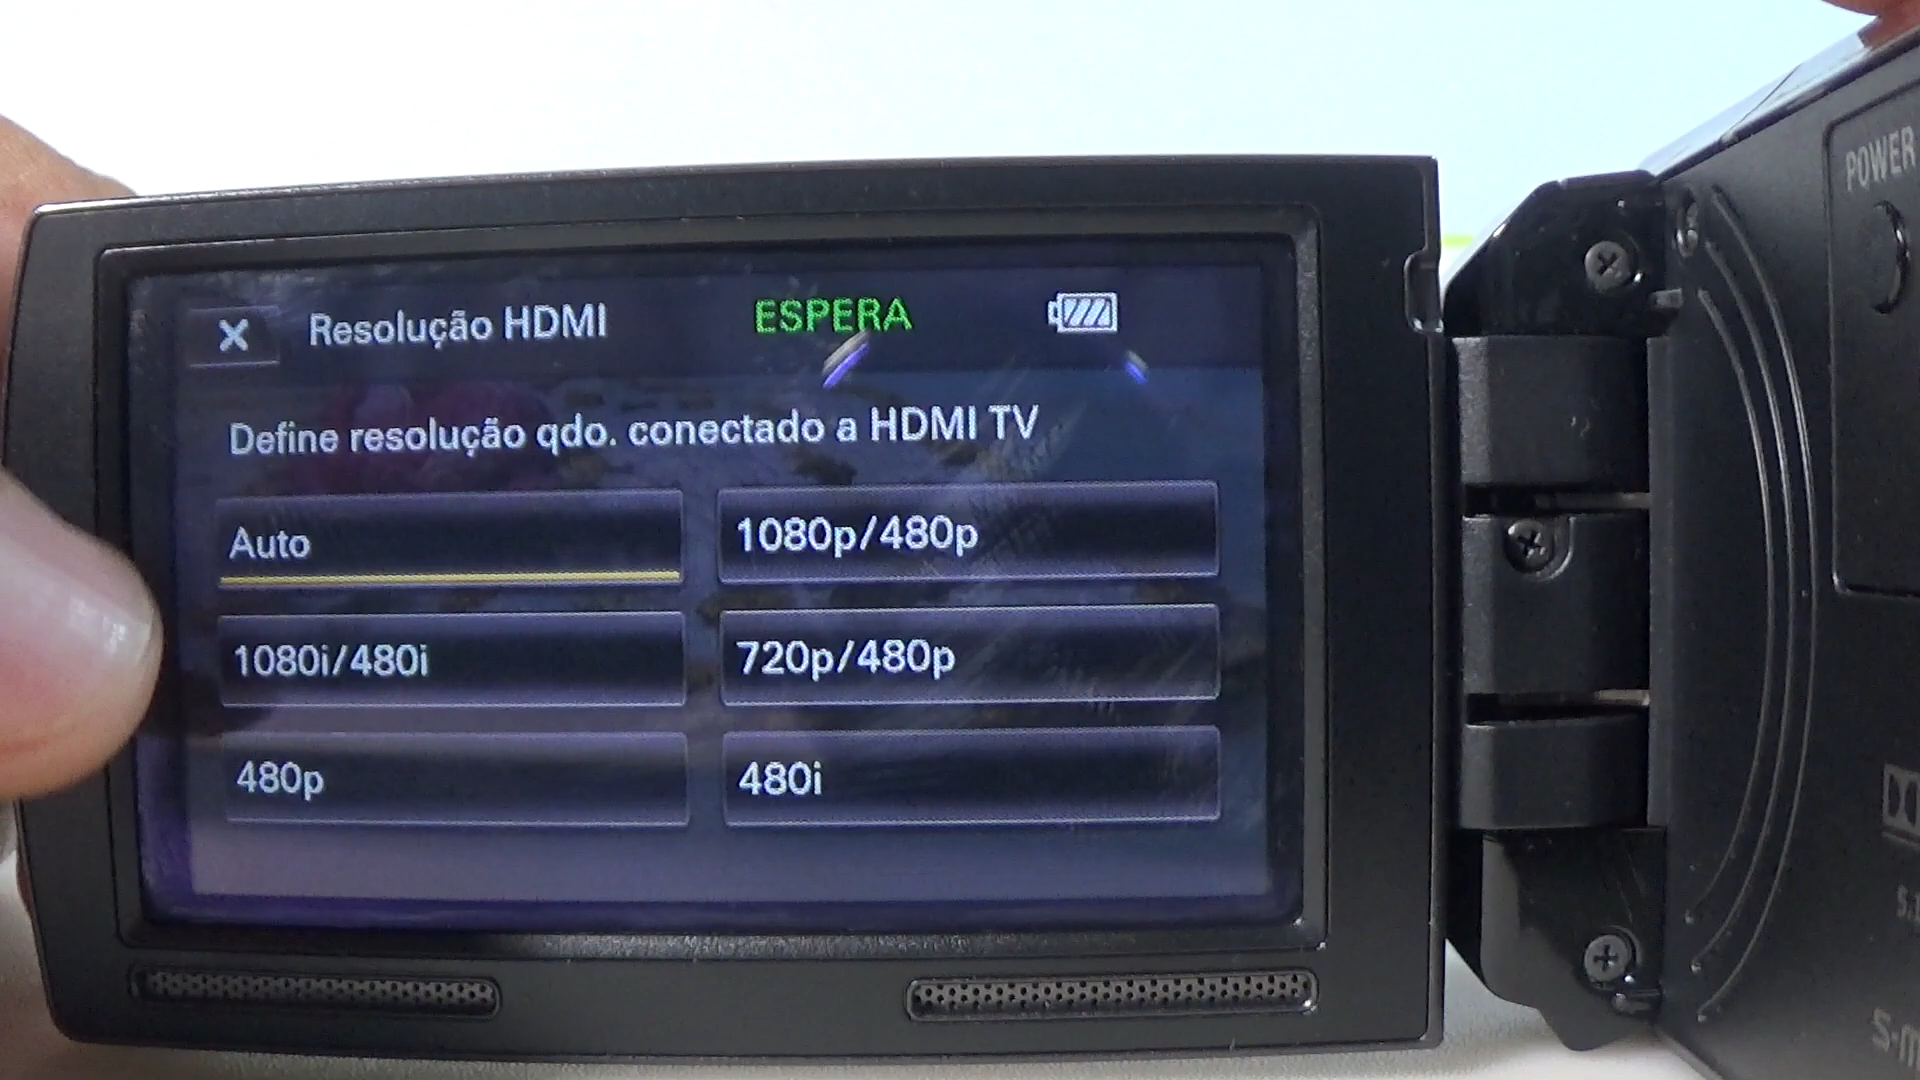 X Resolução HDMI ESPERA
Define resolução qdo. conectado a HDMI TV
Auto 1080p/480p
1080i/480i 720p/480p
480p 480i
POWER